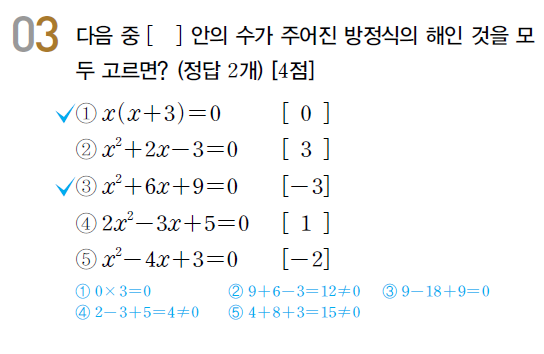 03 다음 중 [ ] 안의 수가 주어진 방정식의 해인 것을 모
두 고르면? (정답 2개) [4점]
① x(x+3)=0 [ 0 ]
② x²+2x-3=0 [ 3 ]
③ x²+6x+9=0 [-3]
④ 2x²-3x+5=0 [ 1 ]
⑤ x²-4x+3=0 [-2]
① 0×3=0 ② 9+6-3=12≠0 ③ 9-18+9=0
④ 2-3+5=4≠0 ⑤ 4+8+3=15≠0